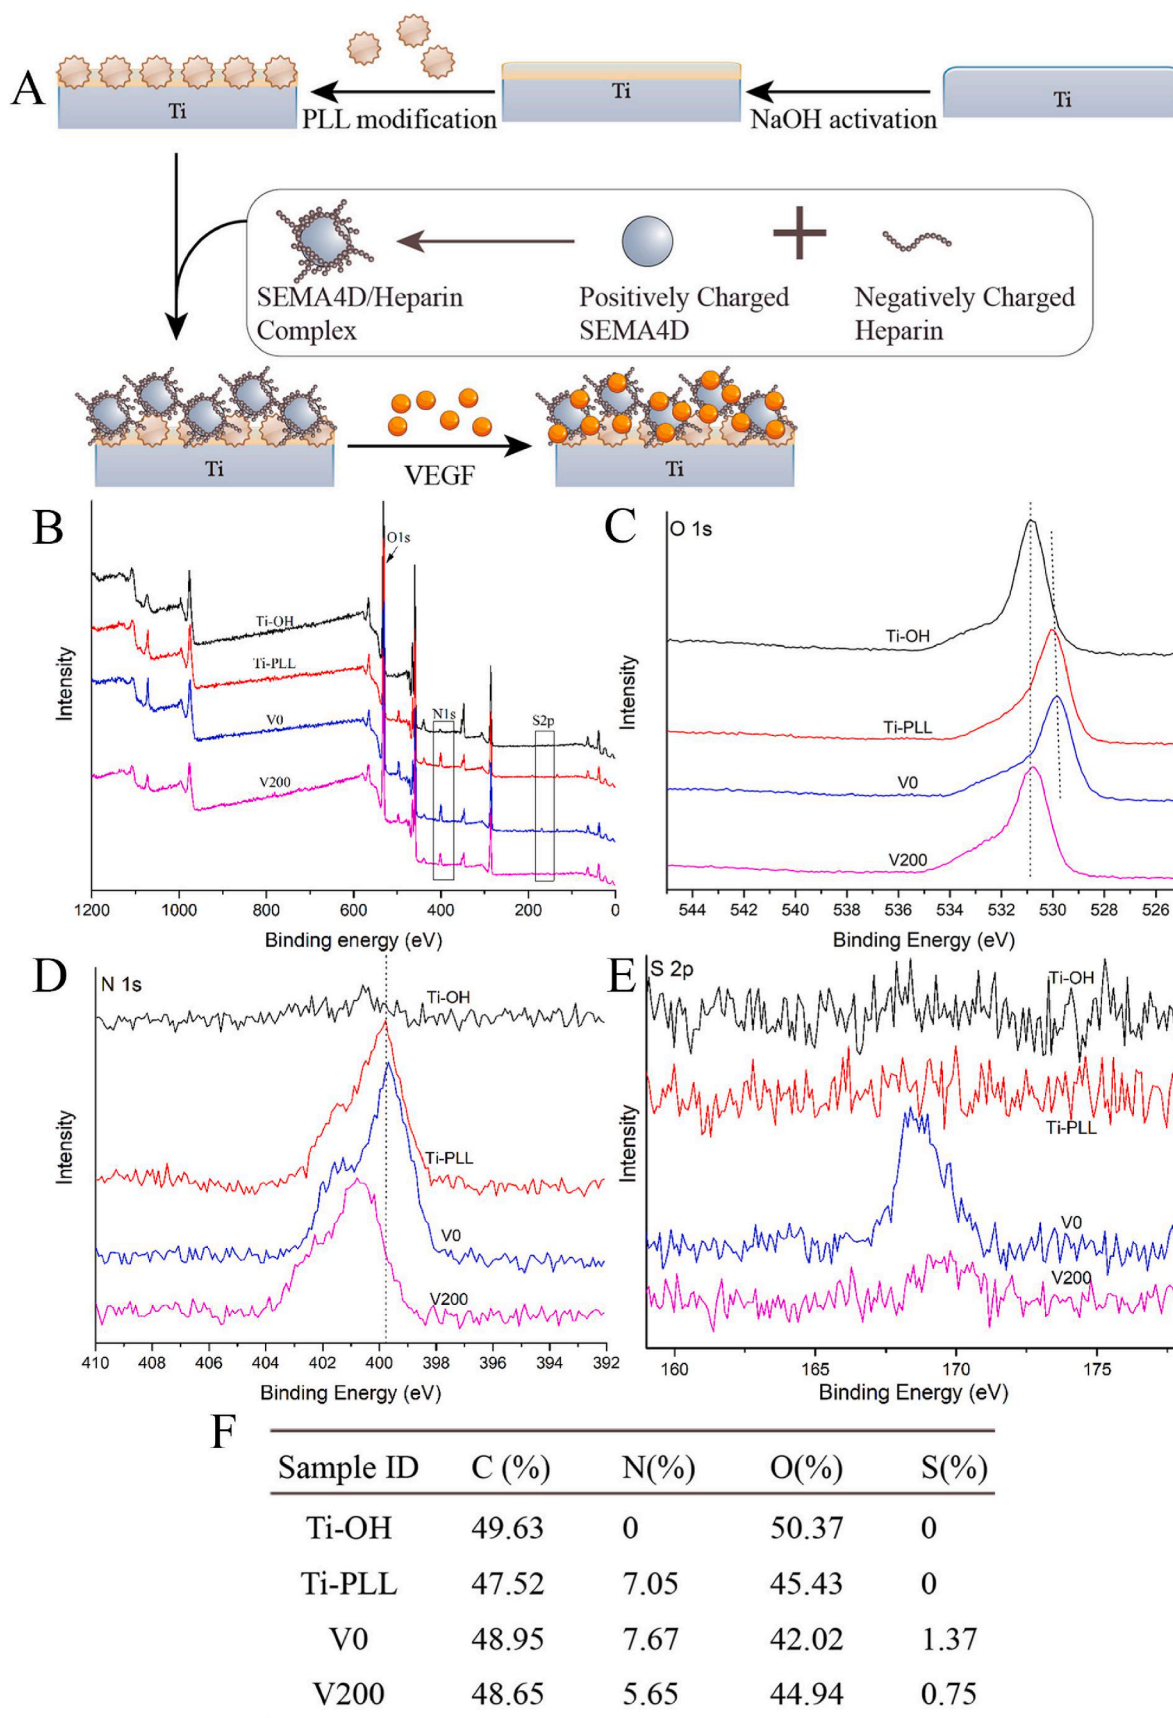 A
Ti
PLL modification
Ti
NaOH activation
Ti
SEMA4D/Heparin
Complex
Positively Charged
SEMA4D
Negatively Charged
Heparin
Ti
VEGF
Ti
B
O1s
Ti-OH
Ti-PLL
V0
V200
N1s
S2p
Intensity
1200 1000 800 600 400 200 0
Binding energy (eV)
C
O 1s
Ti-OH
Ti-PLL
V0
V200
Intensity
544 542 540 538 536 534 532 530 528 526
Binding Energy (eV)
D
N 1s
Ti-OH
Ti-PLL
V0
V200
Intensity
410 408 406 404 402 400 398 396 394 392
Binding Energy (eV)
E
S 2p
Ti-OH
Ti-PLL
V0
V200
Intensity
160 165 170 175
Binding Energy (eV)
F
Sample ID C (%) N(%) O(%) S(%)
Ti-OH 49.63 0 50.37 0
Ti-PLL 47.52 7.05 45.43 0
V0 48.95 7.67 42.02 1.37
V200 48.65 5.65 44.94 0.75